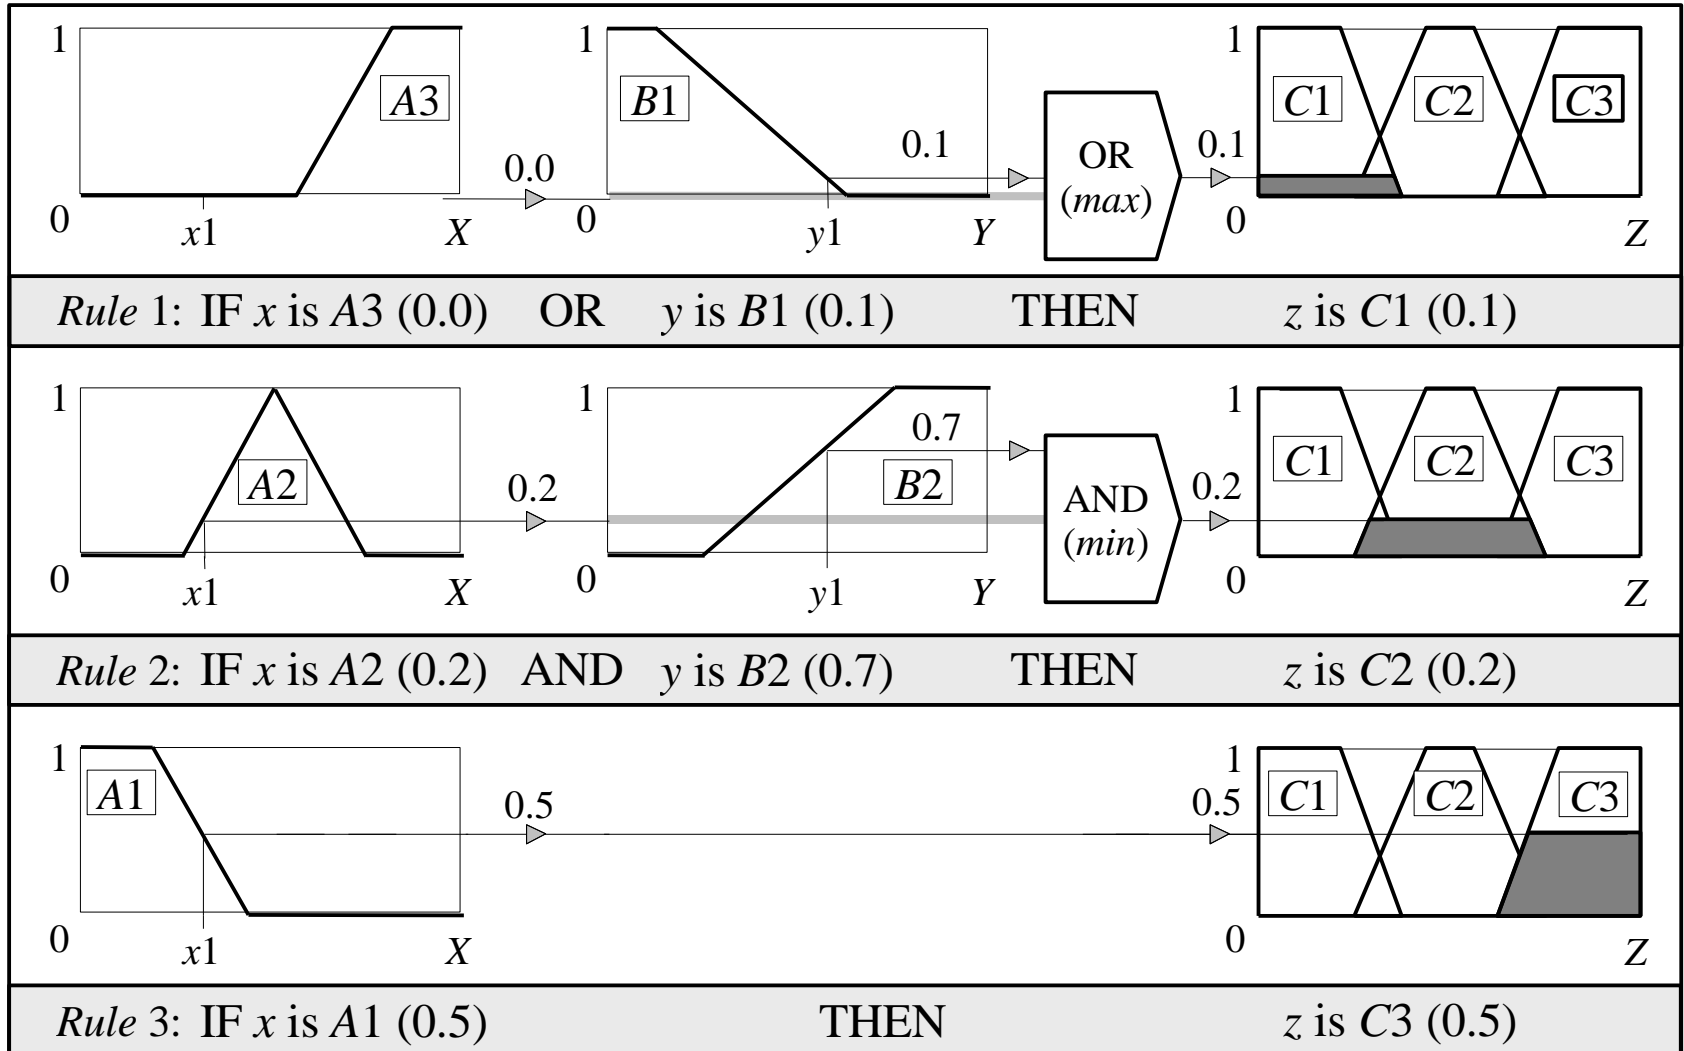 1 1 1
A3 B1 C1 C2 C3
0.0 0.1 OR 0.1
(max)
0 x1 X 0 y1 Y 0 Z
Rule 1: IF x is A3 (0.0) OR y is B1 (0.1) THEN z is C1 (0.1)
1 1 1
A2 0.2 0.7 B2 0.2 C1 C2 C3
AND
(min)
0 x1 X 0 y1 Y 0 Z
Rule 2: IF x is A2 (0.2) AND y is B2 (0.7) THEN z is C2 (0.2)
1 1
A1 0.5 0.5 C1 C2 C3
0 x1 X 0 Z
Rule 3: IF x is A1 (0.5) THEN z is C3 (0.5)